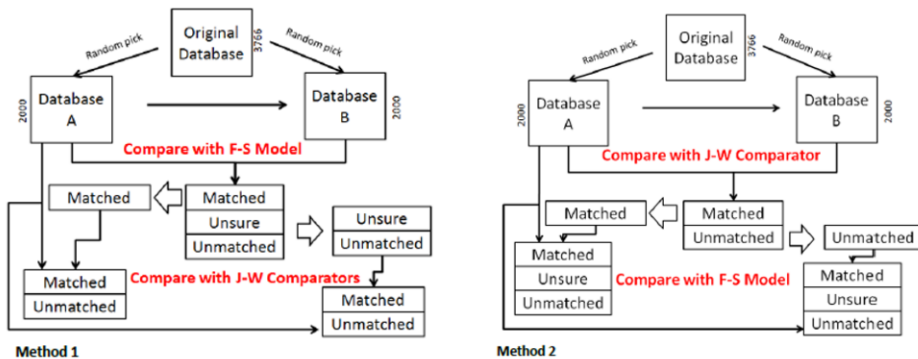 Original
Database
3766
Random pick
Random pick
Database
A
2000
Database
B
2000
Compare with F-S Model
Matched
Matched
Unsure
Unmatched
Unsure
Unmatched
Matched
Unmatched
Compare with J-W Comparators
Matched
Unmatched
Method 1
Original
Database
3766
Random pick
Random pick
Database
A
2000
Database
B
2000
Compare with J-W Comparator
Matched
Matched
Unmatched
Unmatched
Matched
Unsure
Unmatched
Compare with F-S Model
Matched
Unsure
Unmatched
Method 2